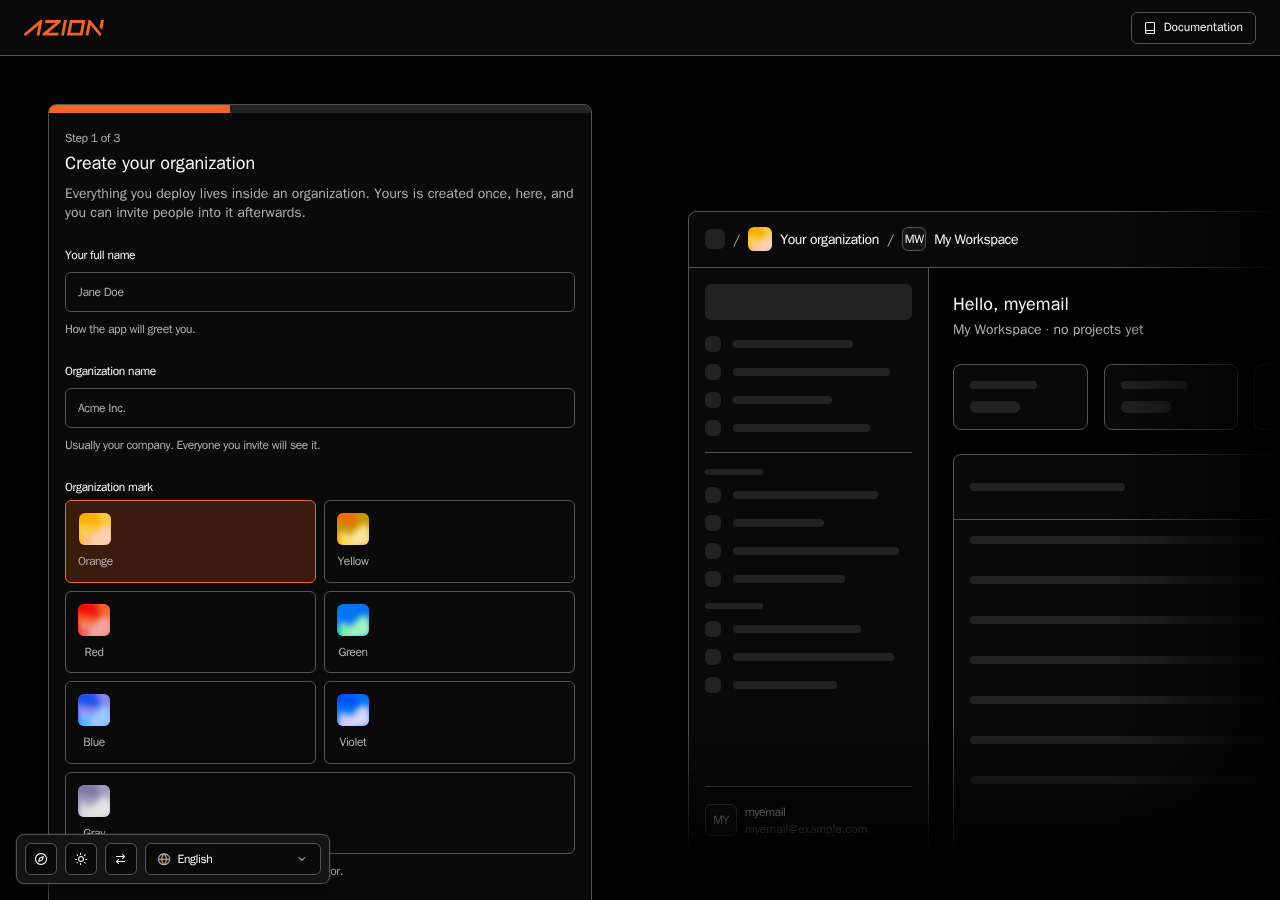 AZION
Documentation
Step 1 of 3
Create your organization
Everything you deploy lives inside an organization. Yours is created once, here, and
you can invite people into it afterwards.
Your full name
Jane Doe
How the app will greet you.
Organization name
Acme Inc.
Usually your company. Everyone you invite will see it.
Organization mark
Orange
Yellow
Red
Green
Blue
Violet
Gray
or.
English
/ Your organization / MW My Workspace
Hello, myemail
My Workspace · no projects yet
MY
myemail
myemail@example.com